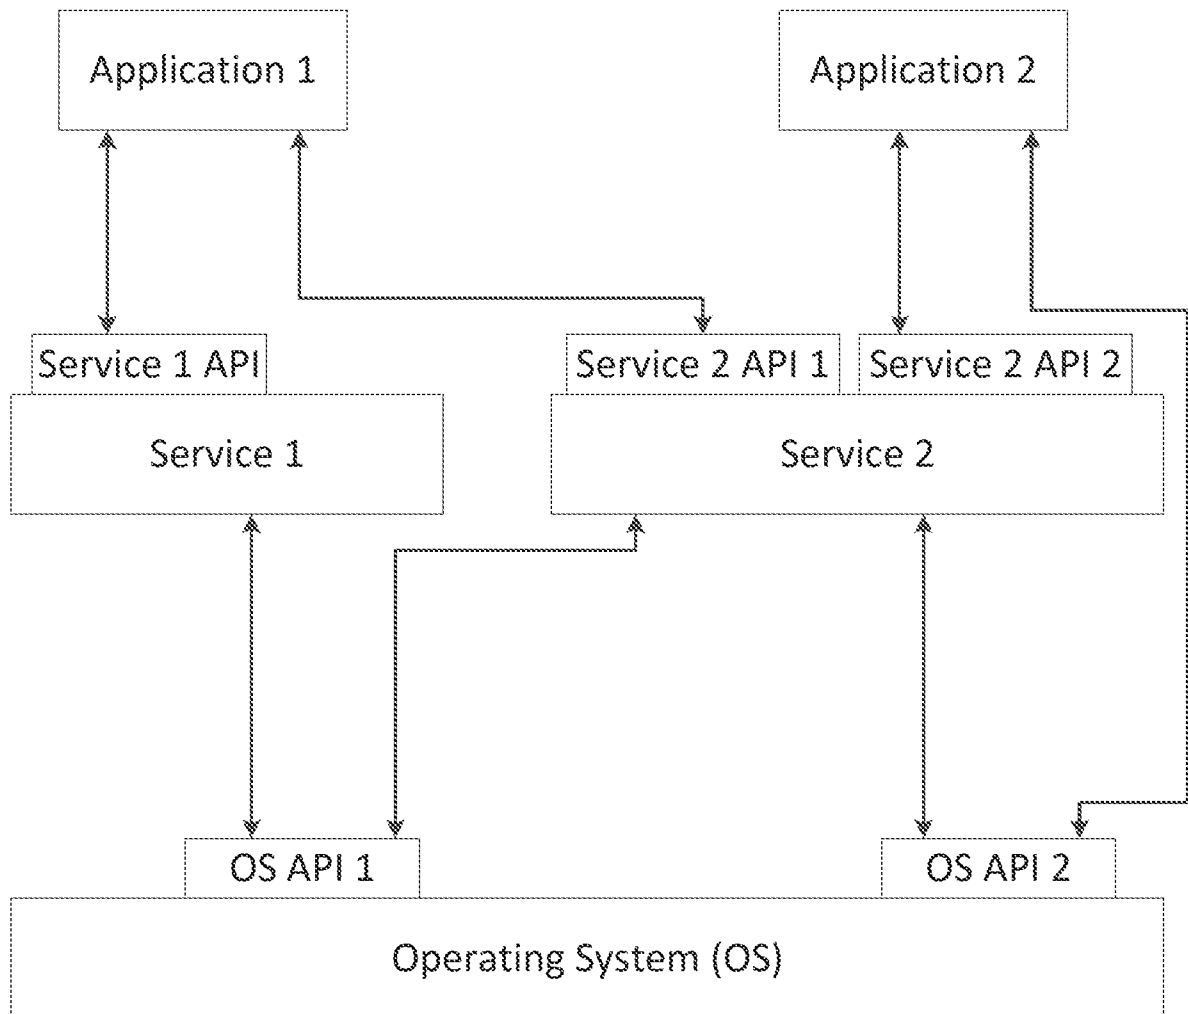 Application 1
Application 2
Service 1 API
Service 2 API 1
Service 2 API 2
Service 1
Service 2
OS API 1
OS API 2
Operating System (OS)